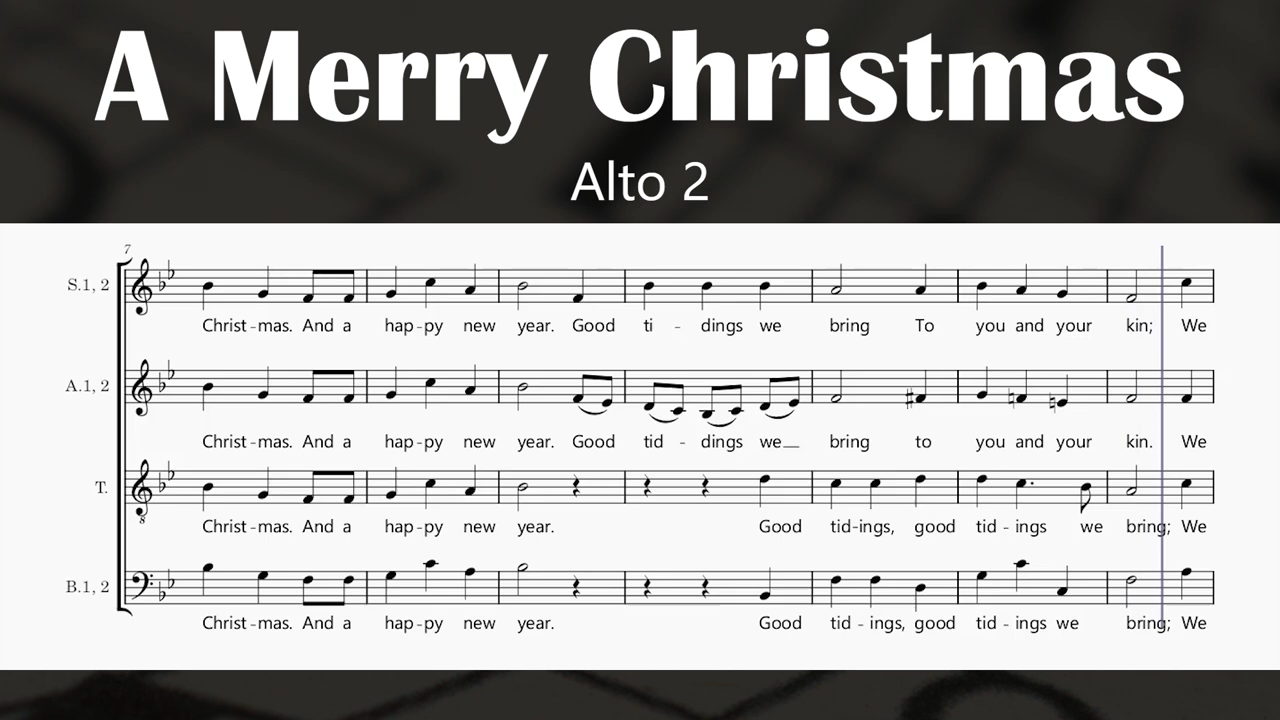 A Merry Christmas
Alto 2
7
S.1, 2
Christ - mas. And a hap - py new year. Good ti - dings we bring To you and your kin; We
A.1, 2
Christ - mas. And a hap - py new year. Good tid - dings we__ bring to you and your kin. We
T.
8
Christ - mas. And a hap - py new year. Good tid - ings, good tid - ings we bring; We
B.1, 2
Christ - mas. And a hap - py new year. Good tid - ings, good tid - ings we bring; We